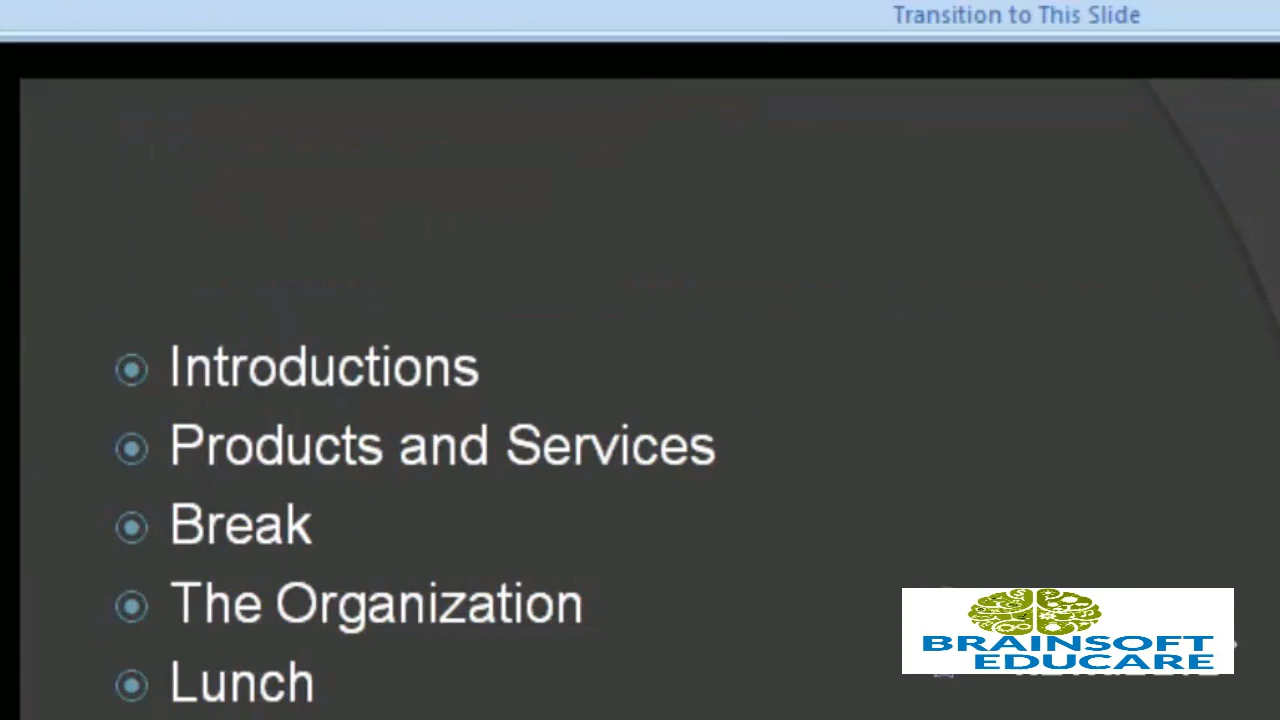 Transition to This Slide
Introductions
Products and Services
Break
The Organization
Lunch
BRAINSOFT
EDUCARE